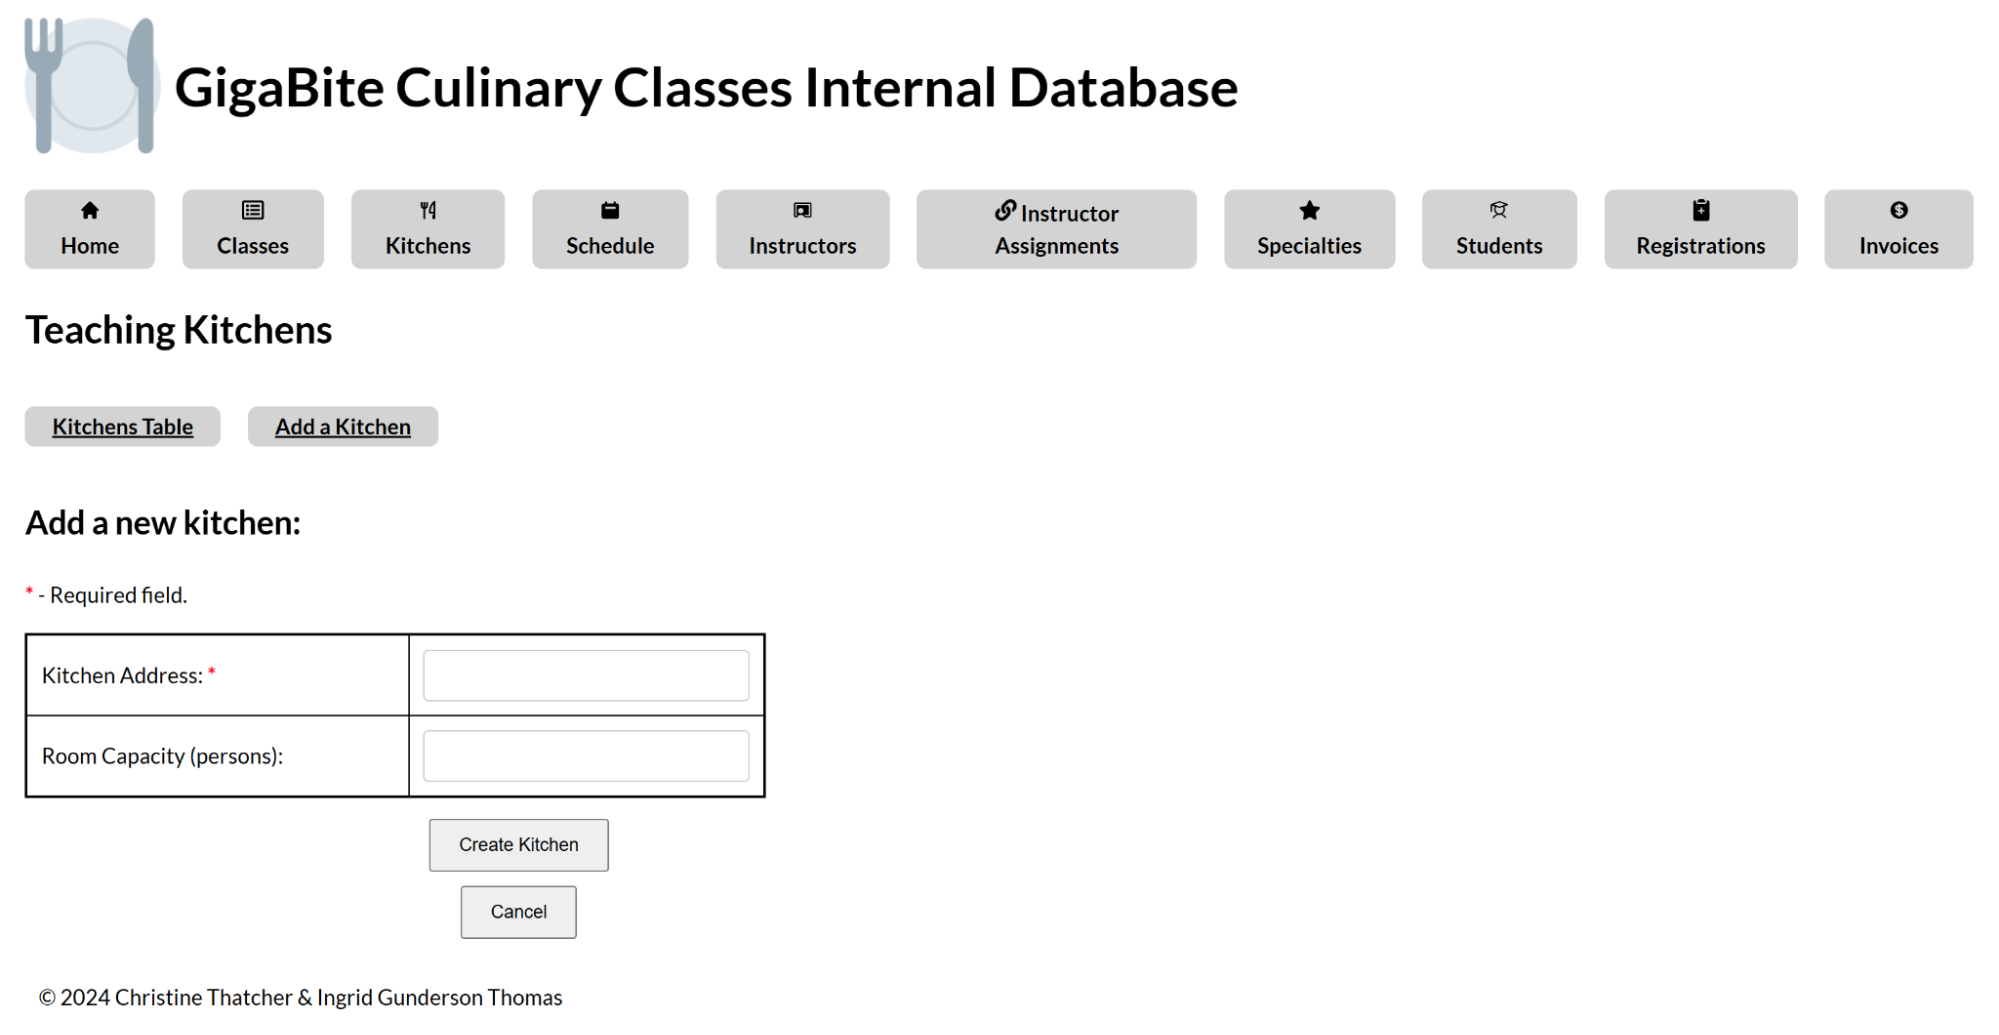 GigaBite Culinary Classes Internal Database
Home
Classes
Kitchens
Schedule
Instructors
Instructor
Assignments
Specialties
Students
Registrations
Invoices
Teaching Kitchens
Kitchens Table
Add a Kitchen
Add a new kitchen:
* - Required field.
Kitchen Address: *
Room Capacity (persons):
Create Kitchen
Cancel
© 2024 Christine Thatcher & Ingrid Gunderson Thomas